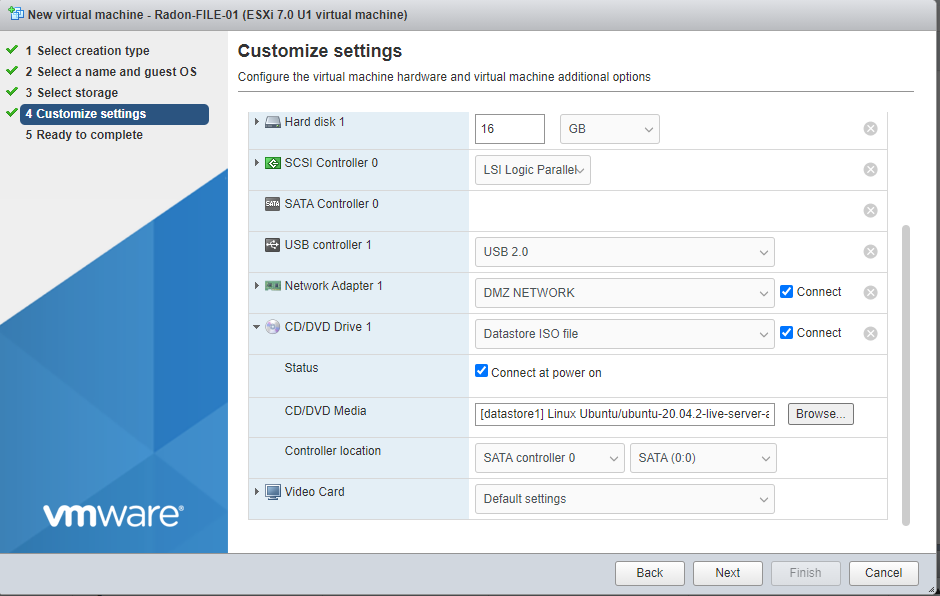 New virtual machine - Radon-FILE-01 (ESXi 7.0 U1 virtual machine)
1 Select creation type
2 Select a name and guest OS
3 Select storage
4 Customize settings
5 Ready to complete
vmware®
Customize settings
Configure the virtual machine hardware and virtual machine additional options
Hard disk 1
16
GB
SCSI Controller 0
LSI Logic Parallel
SATA
SATA Controller 0
USB controller 1
USB 2.0
Network Adapter 1
DMZ NETWORK
Connect
CD/DVD Drive 1
Datastore ISO file
Connect
Status
Connect at power on
CD/DVD Media
[datastore1] Linux Ubuntu/ubuntu-20.04.2-live-server-a
Browse...
Controller location
SATA controller 0
SATA (0:0)
Video Card
Default settings
Back
Next
Finish
Cancel